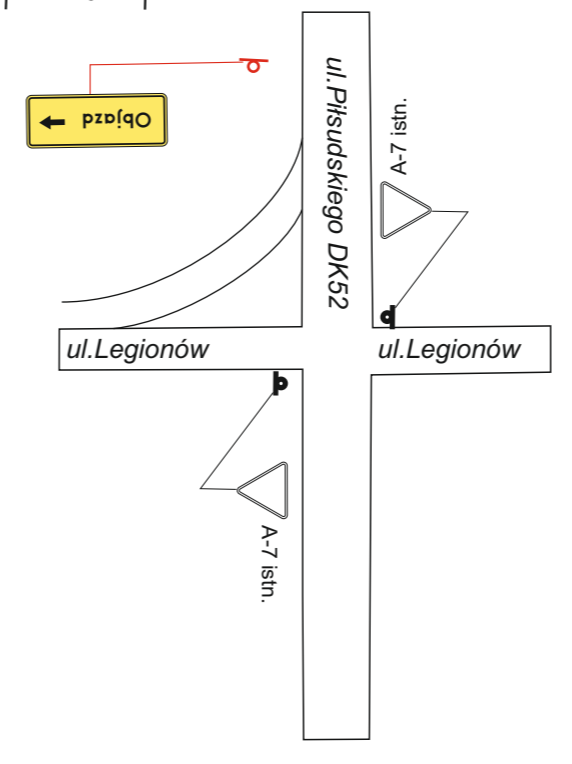 Objazd
ul.Piłsudskiego DK52
A-7 istn.
ul.Legionów
ul.Legionów
A-7 istn.